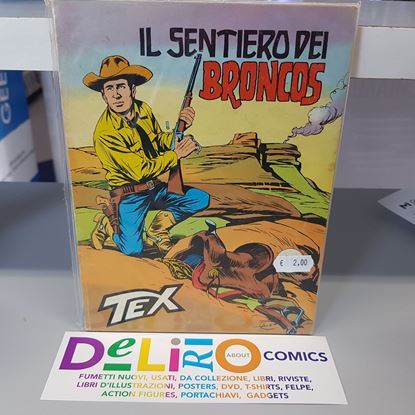 IL SENTIERO DEI
BRONCOS
€ 2,00
TEX
DeLiRiO ABOUT COMICS
FUMETTI NUOVI, USATI, DA COLLEZIONE, LIBRI, RIVISTE,
LIBRI D'ILLUSTRAZIONI, POSTERS, DVD, T-SHIRTS, FELPE,
ACTION FIGURES, PORTACHIAVI, GADGETS